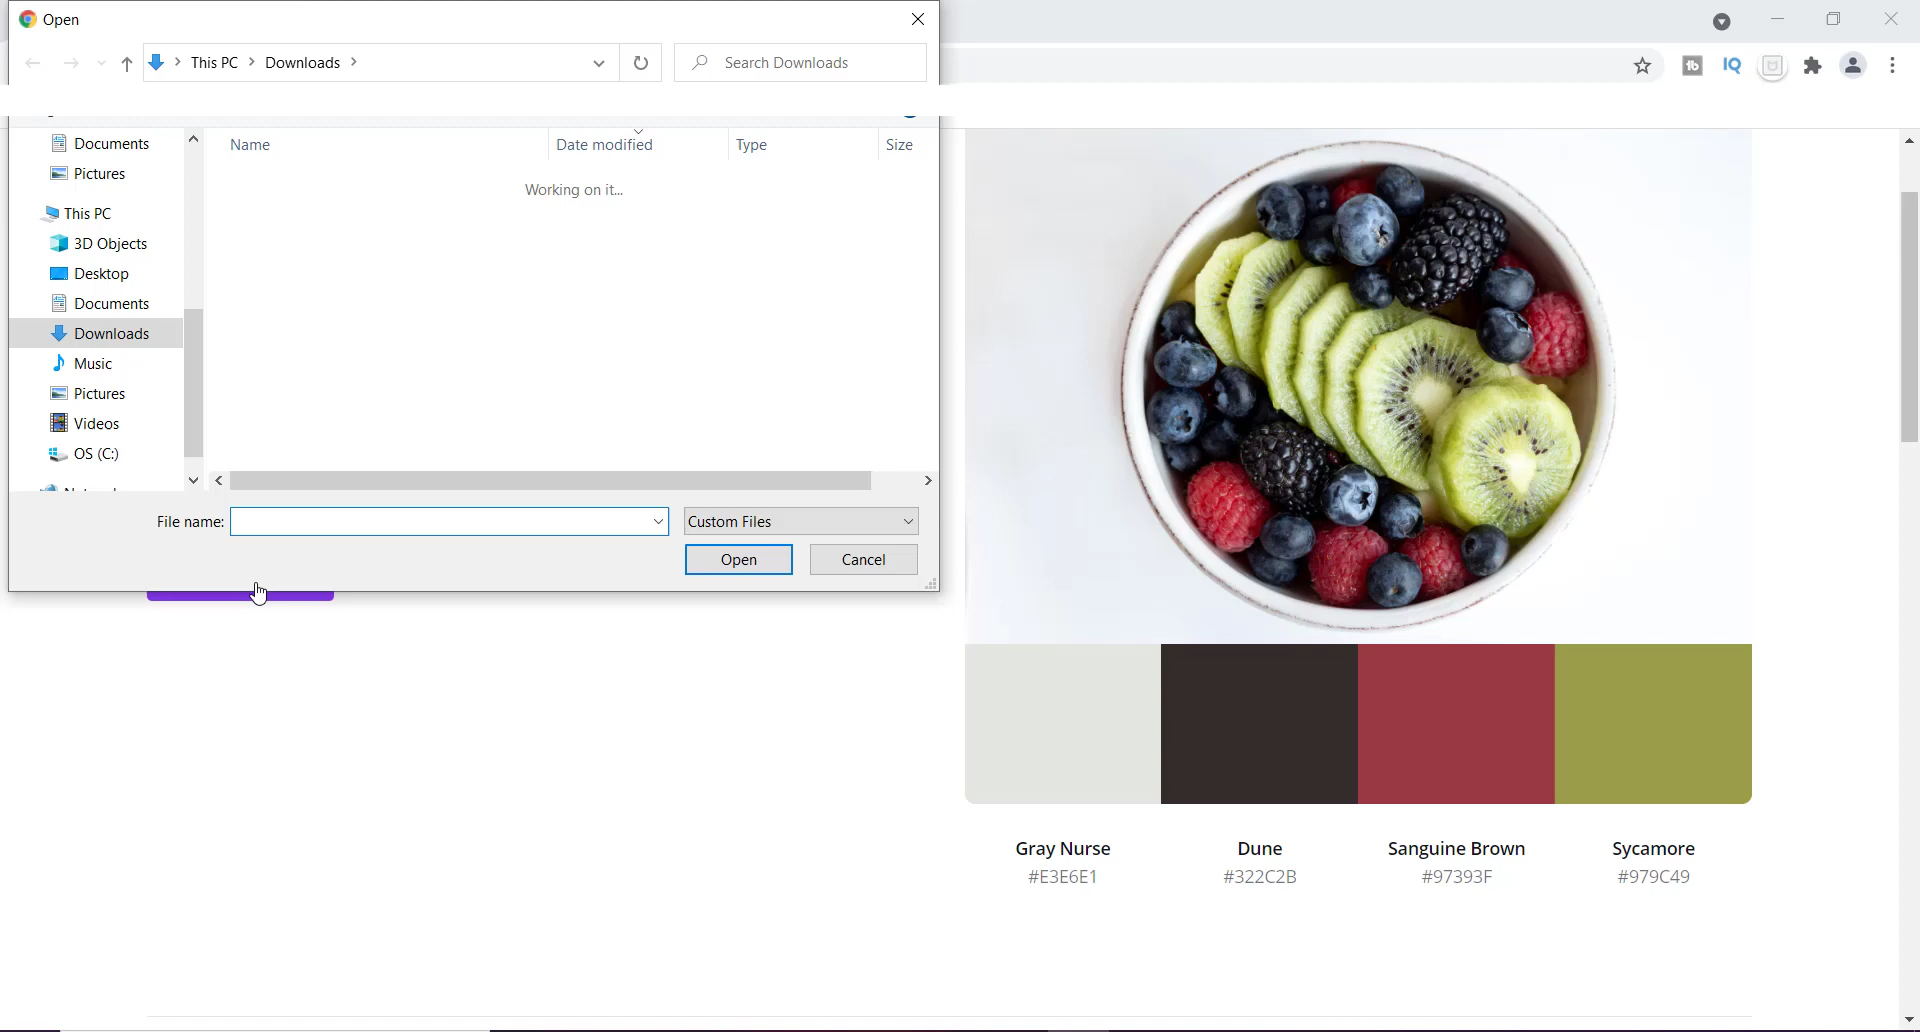 Open
This PC
Downloads
Search Downloads
Documents
Pictures
This PC
3D Objects
Desktop
Documents
Downloads
Music
Pictures
Videos
OS (C:)
Name
Date modified
Type
Size
Working on it...
File name:
Custom Files
Open
Cancel
tb
IQ
Gray Nurse
Dune
Sanguine Brown
Sycamore
#E3E6E1
#322C2B
#97393F
#979C49